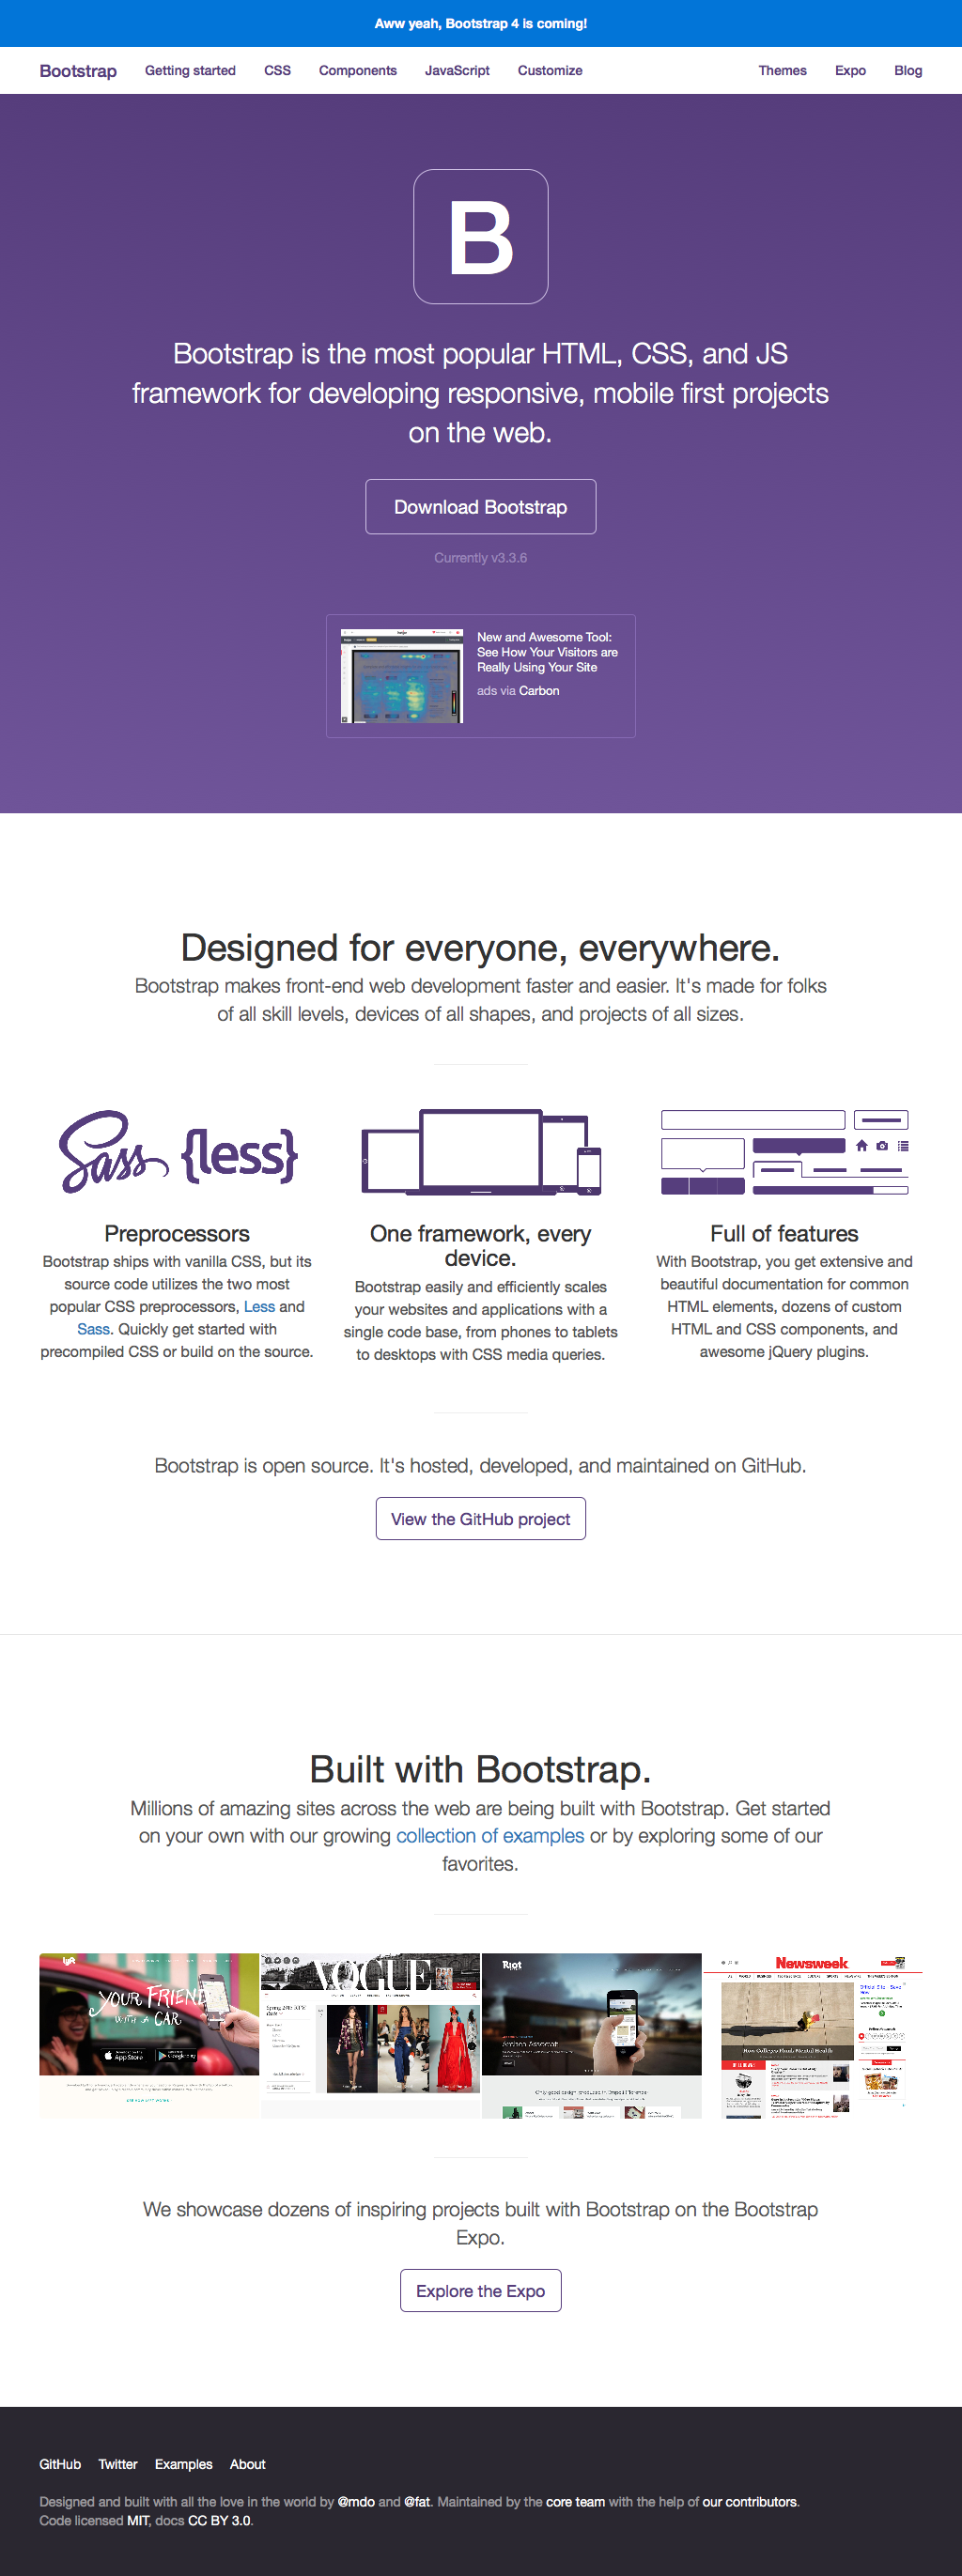 Aww yeah, Bootstrap 4 is coming!
Bootstrap Getting started CSS Components JavaScript Customize Themes Expo Blog
B
Bootstrap is the most popular HTML, CSS, and JS
framework for developing responsive, mobile first projects
on the web.
Download Bootstrap
Currently v3.3.6
New and Awesome Tool:
See How Your Visitors are
Really Using Your Site
ads via Carbon
Designed for everyone, everywhere.
Bootstrap makes front-end web development faster and easier. It's made for folks
of all skill levels, devices of all shapes, and projects of all sizes.
Sass {less}
Preprocessors
Bootstrap ships with vanilla CSS, but its
source code utilizes the two most
popular CSS preprocessors, Less and
Sass. Quickly get started with
precompiled CSS or build on the source.
One framework, every
device.
Bootstrap easily and efficiently scales
your websites and applications with a
single code base, from phones to tablets
to desktops with CSS media queries.
Full of features
With Bootstrap, you get extensive and
beautiful documentation for common
HTML elements, dozens of custom
HTML and CSS components, and
awesome jQuery plugins.
Bootstrap is open source. It's hosted, developed, and maintained on GitHub.
View the GitHub project
Built with Bootstrap.
Millions of amazing sites across the web are being built with Bootstrap. Get started
on your own with our growing collection of examples or by exploring some of our
favorites.
lyft
YOUR FRIEND
WITH A CAR
App Store Google play
VOGUE
Riot
Newsweek
We showcase dozens of inspiring projects built with Bootstrap on the Bootstrap
Expo.
Explore the Expo
GitHub Twitter Examples About
Designed and built with all the love in the world by @mdo and @fat. Maintained by the core team with the help of our contributors.
Code licensed MIT, docs CC BY 3.0.